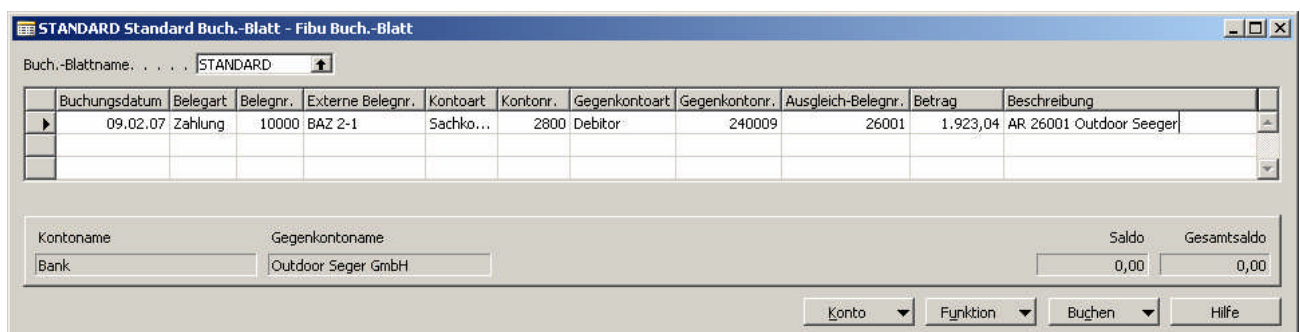 STANDARD Standard Buch.-Blatt - Fibu Buch.-Blatt
Buch.-Blattname. . . . . STANDARD
Buchungsdatum Belegart Belegnr. Externe Belegnr. Kontoart Kontonr. Gegenkontoart Gegenkontonr. Ausgleich-Belegnr. Betrag Beschreibung
09.02.07 Zahlung 10000 BAZ 2-1 Sachko... 2800 Debitor 240009 26001 1.923,04 AR 26001 Outdoor Seeger
Kontoname Gegenkontoname Saldo Gesamtsaldo
Bank Outdoor Seger GmbH 0,00 0,00
Konto Funktion Buchen Hilfe